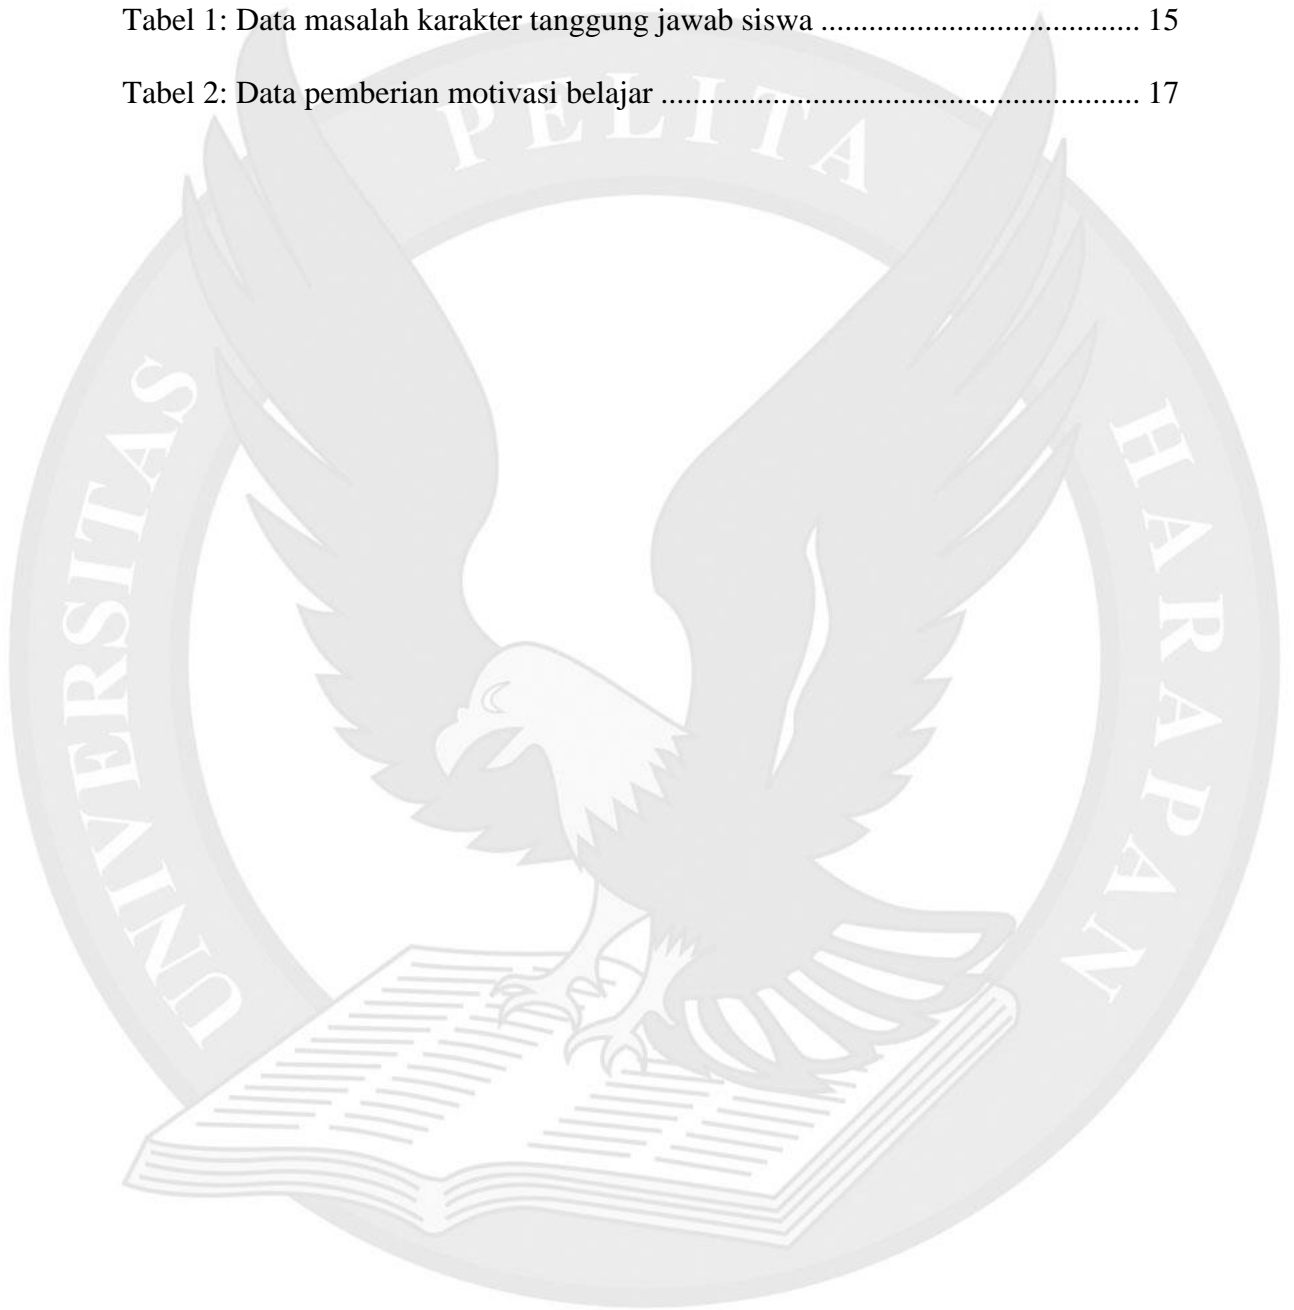 Tabel 1: Data masalah karakter tanggung jawab siswa ........................................ 15
Tabel 2: Data pemberian motivasi belajar ............................................................ 17
UNIVERSITAS PELITA HARAPAN